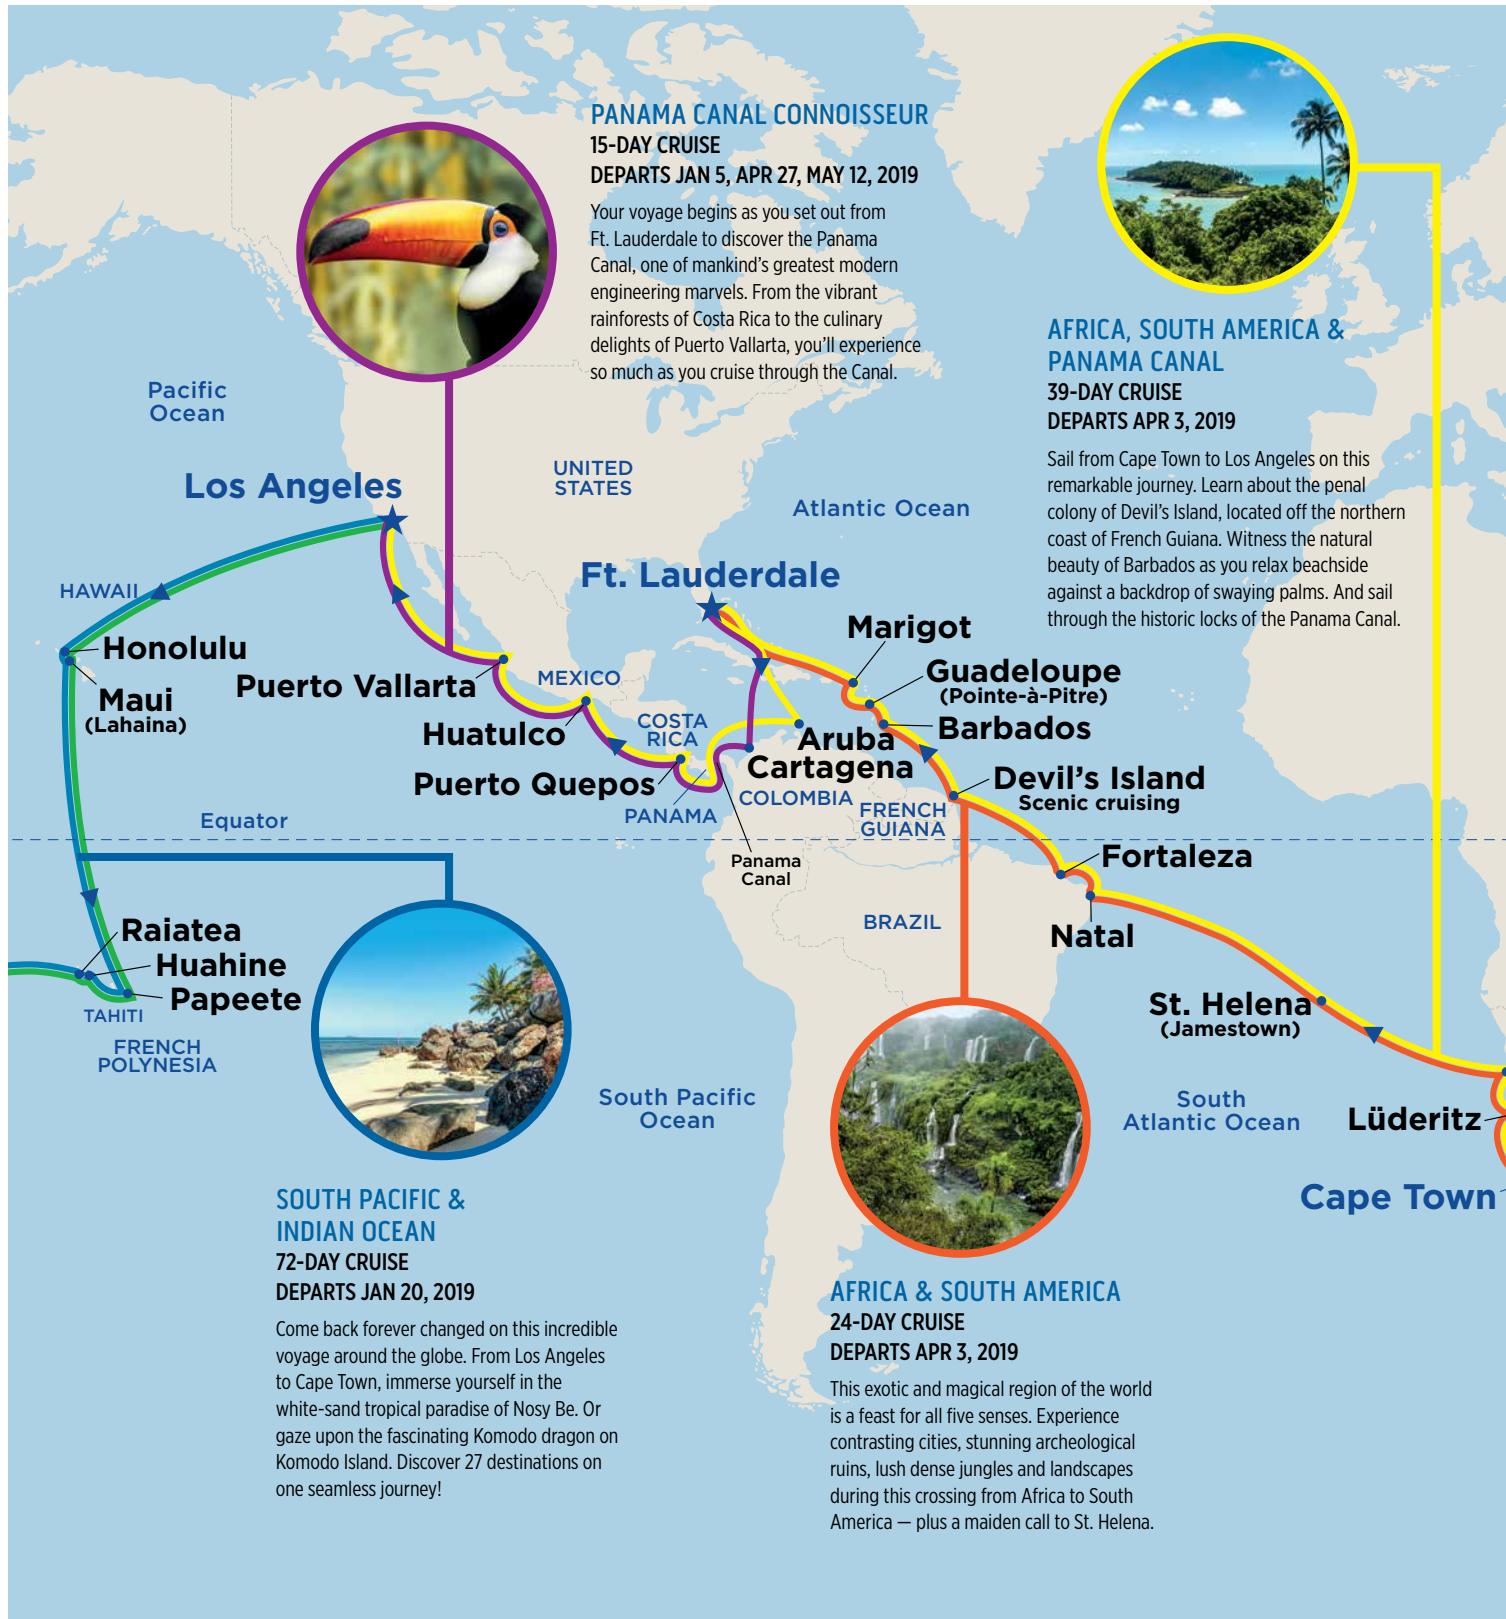 PANAMA CANAL CONNOISSEUR
15-DAY CRUISE
DEPARTS JAN 5, APR 27, MAY 12, 2019
Your voyage begins as you set out from
Ft. Lauderdale to discover the Panama
Canal, one of mankind’s greatest modern
engineering marvels. From the vibrant
rainforests of Costa Rica to the culinary
delights of Puerto Vallarta, you’ll experience
so much as you cruise through the Canal.
AFRICA, SOUTH AMERICA &
PANAMA CANAL
39-DAY CRUISE
DEPARTS APR 3, 2019
Sail from Cape Town to Los Angeles on this
remarkable journey. Learn about the penal
colony of Devil’s Island, located off the northern
coast of French Guiana. Witness the natural
beauty of Barbados as you relax beachside
against a backdrop of swaying palms. And sail
through the historic locks of the Panama Canal.
Pacific
Ocean
Los Angeles
UNITED
STATES
Atlantic Ocean
Ft. Lauderdale
HAWAII
Honolulu
Maui
(Lahaina)
Puerto Vallarta
MEXICO
Huatulco
COSTA
RICA
Puerto Quepos
PANAMA
Marigot
Guadeloupe
(Pointe-à-Pitre)
Barbados
Aruba
Cartagena
COLOMBIA
Devil’s Island
Scenic cruising
FRENCH
GUIANA
Equator
Panama
Canal
Fortaleza
BRAZIL
Natal
Raiatea
Huahine
Papeete
TAHITI
FRENCH
POLYNESIA
St. Helena
(Jamestown)
South Pacific
Ocean
South
Atlantic Ocean
Lüderitz
Cape Town
SOUTH PACIFIC &
INDIAN OCEAN
72-DAY CRUISE
DEPARTS JAN 20, 2019
Come back forever changed on this incredible
voyage around the globe. From Los Angeles
to Cape Town, immerse yourself in the
white-sand tropical paradise of Nosy Be. Or
gaze upon the fascinating Komodo dragon on
Komodo Island. Discover 27 destinations on
one seamless journey!
AFRICA & SOUTH AMERICA
24-DAY CRUISE
DEPARTS APR 3, 2019
This exotic and magical region of the world
is a feast for all five senses. Experience
contrasting cities, stunning archeological
ruins, lush dense jungles and landscapes
during this crossing from Africa to South
America — plus a maiden call to St. Helena.